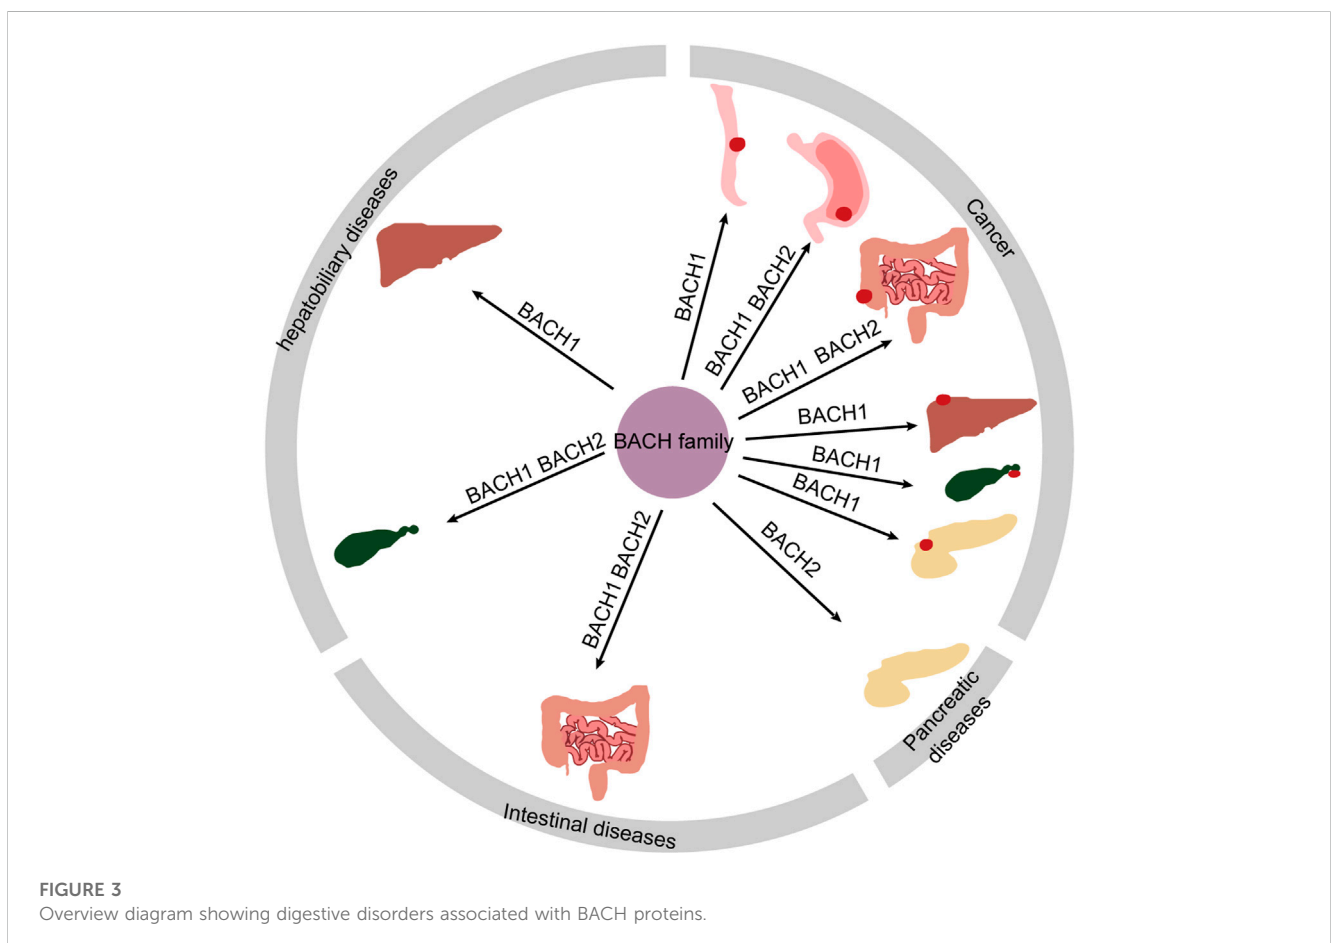 hepatobiliary diseases
Cancer
BACH1
BACH1
BACH1 BACH2
BACH1 BACH2
BACH1
BACH1
BACH1
BACH family
BACH1 BACH2
BACH1 BACH2
BACH2
Pancreatic
diseases
Intestinal diseases
FIGURE 3
Overview diagram showing digestive disorders associated with BACH proteins.